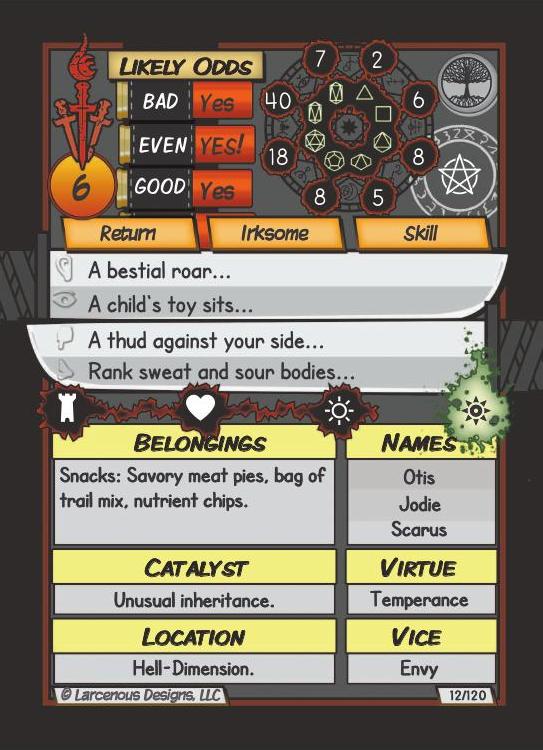 LIKELY ODDS
BAD Yes
EVEN YES!
GOOD Yes
6
7 2
40 6
18 8
8 5
Return Irksome Skill
A bestial roar...
A child's toy sits...
A thud against your side...
Rank sweat and sour bodies...
BELONGINGS
Snacks: Savory meat pies, bag of
trail mix, nutrient chips.
NAMES
Otis
Jodie
Scarus
CATALYST
Unusual inheritance.
VIRTUE
Temperance
LOCATION
Hell-Dimension.
VICE
Envy
© Larcenous Designs, LLC
12/120